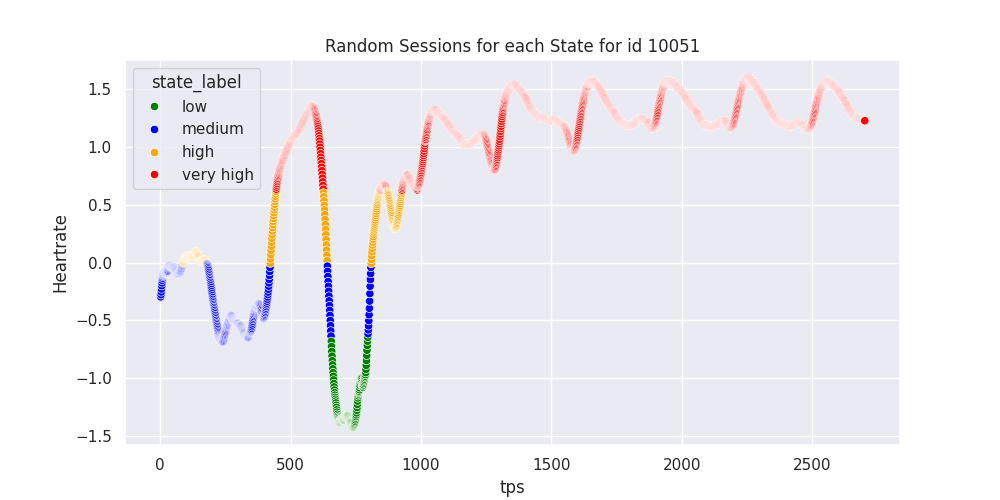 Random Sessions for each State for id 10051
state_label
low
medium
high
very high
Heartrate
1.5
1.0
0.5
0.0
−0.5
−1.0
−1.5
0 500 1000 1500 2000 2500
tps